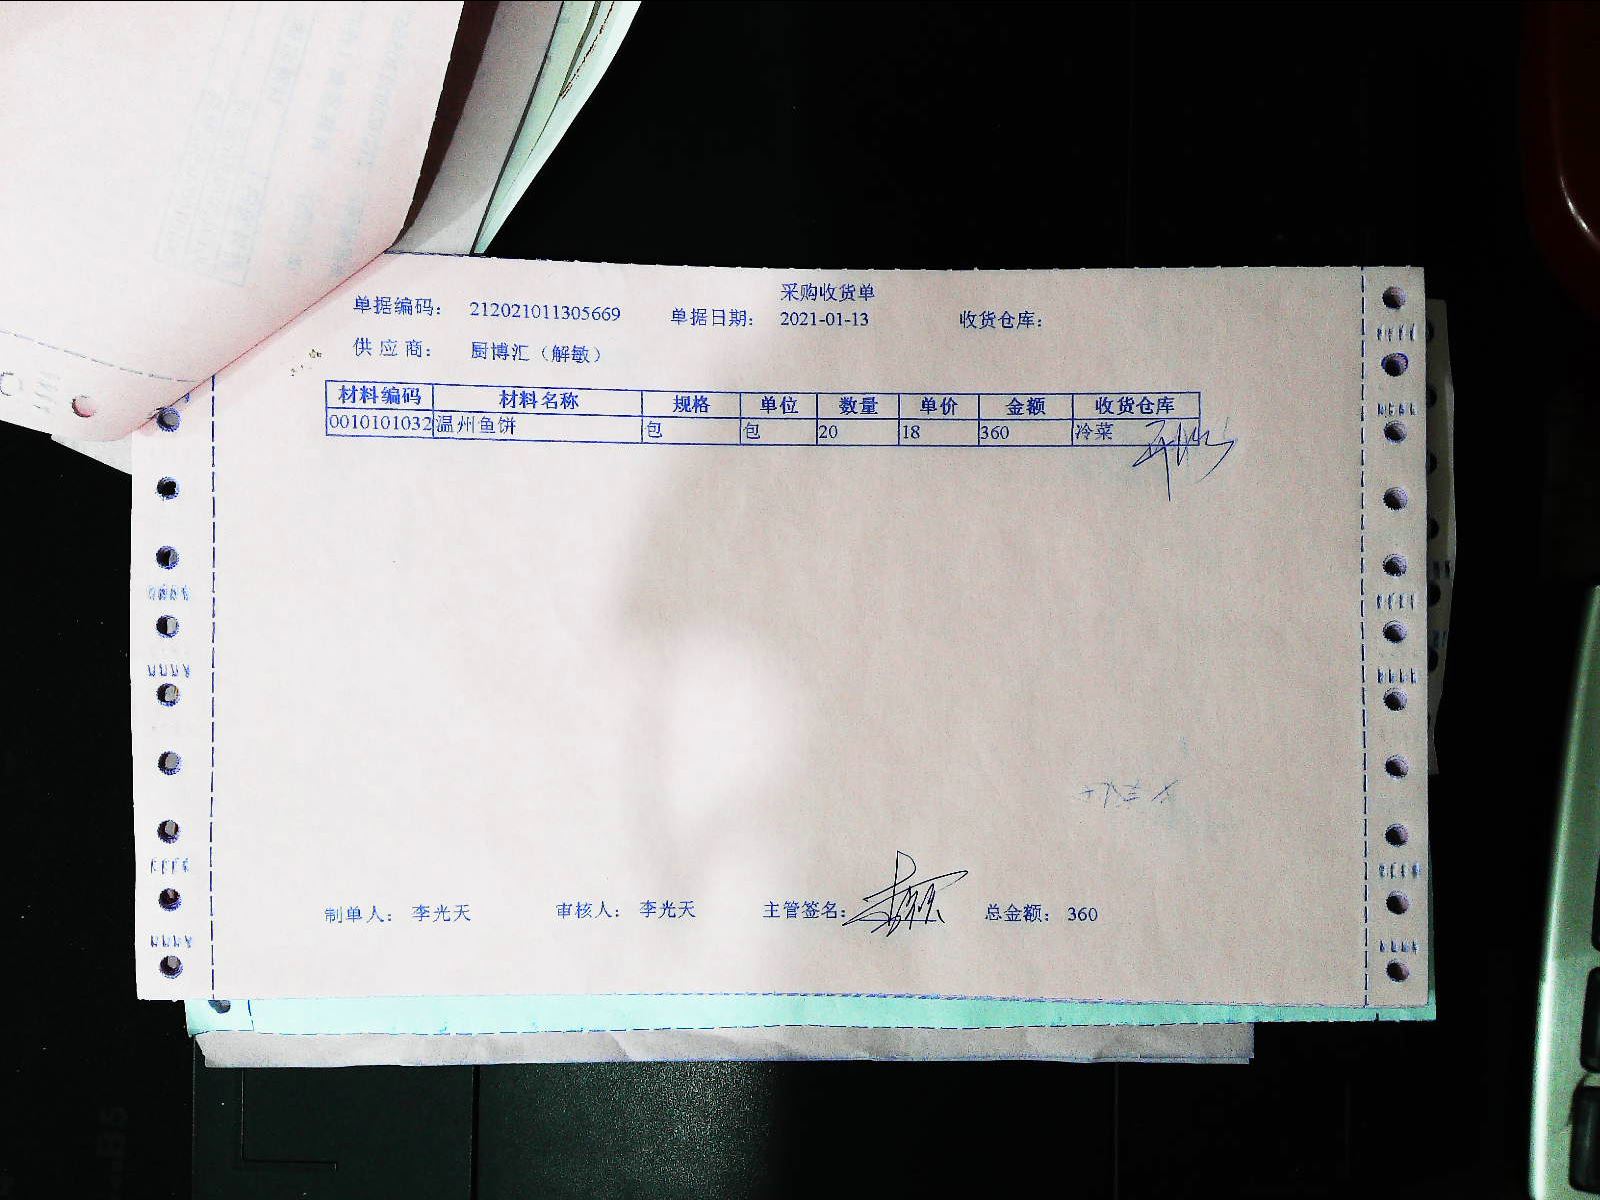 采购收货单
单据编码： 212021011305669 单据日期： 2021-01-13 收货仓库：
供应商： 厨博汇（解敏）
材料编码 材料名称 规格 单位 数量 单价 金额 收货仓库
0010101032 温州鱼饼 包 包 20 18 360 冷菜
制单人： 李光天 审核人： 李光天 主管签名： 总金额： 360